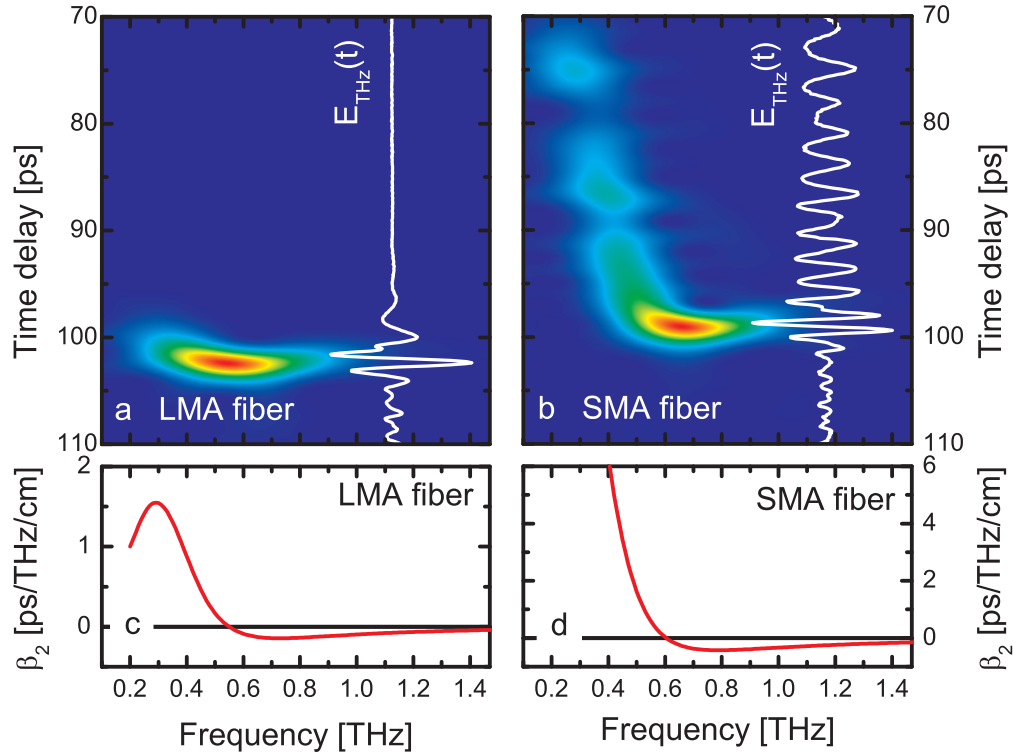 70
80
90
100
110
Time delay [ps]
E_THz(t)
a LMA fiber
70
80
90
100
110
Time delay [ps]
E_THz(t)
b SMA fiber
2
1
0
β₂ [ps/THz/cm]
LMA fiber
c
6
4
2
0
β₂ [ps/THz/cm]
SMA fiber
d
0.2 0.4 0.6 0.8 1.0 1.2 1.4
Frequency [THz]
0.2 0.4 0.6 0.8 1.0 1.2 1.4
Frequency [THz]